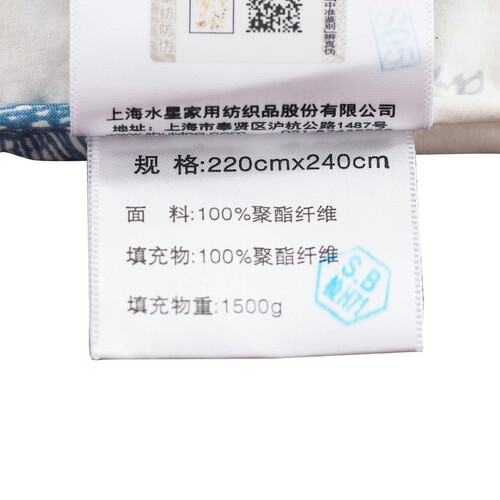 纺防伪
上海水星家用纺织品股份有限公司
地址：上海市奉贤区沪杭公路1487号
规 格:220cmx240cm
面 料:100%聚酯纤维
填充物:100%聚酯纤维
填充物重:1500g
S.B